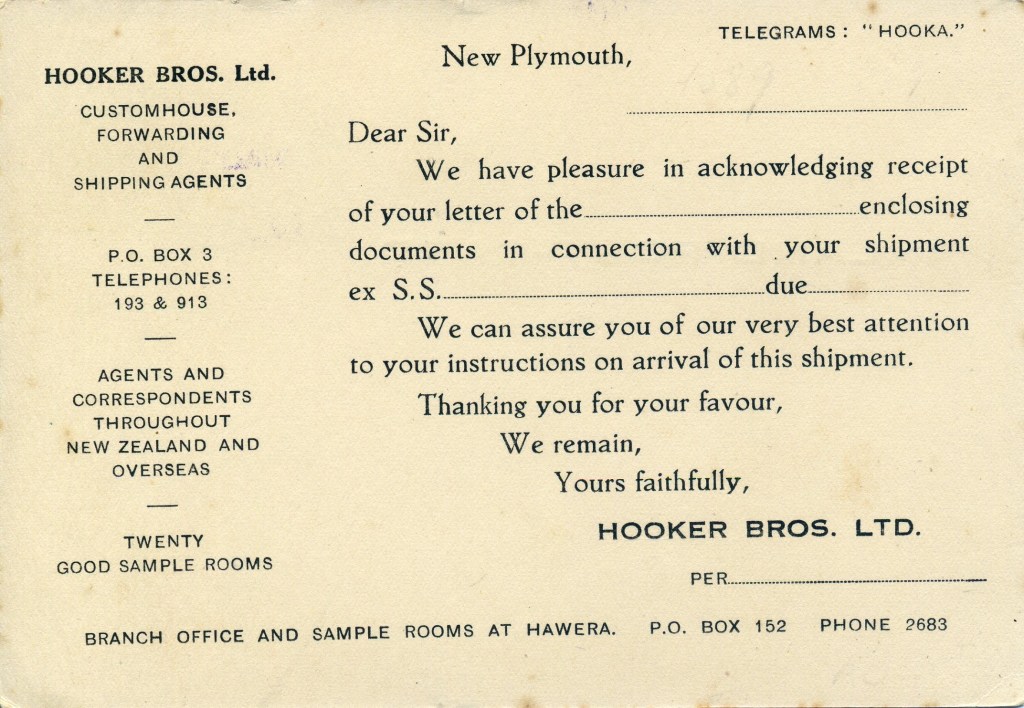 TELEGRAMS: "HOOKA."
New Plymouth,
HOOKER BROS. Ltd.
CUSTOMHOUSE,
FORWARDING
AND
SHIPPING AGENTS
P.O. BOX 3
TELEPHONES:
193 & 913
AGENTS AND
CORRESPONDENTS
THROUGHOUT
NEW ZEALAND AND
OVERSEAS
TWENTY
GOOD SAMPLE ROOMS
Dear Sir,
We have pleasure in acknowledging receipt
of your letter of the enclosing
documents in connection with your shipment
ex S.S. due
We can assure you of our very best attention
to your instructions on arrival of this shipment.
Thanking you for your favour,
We remain,
Yours faithfully,
HOOKER BROS. LTD.
PER
BRANCH OFFICE AND SAMPLE ROOMS AT HAWERA. P.O. BOX 152 PHONE 2683